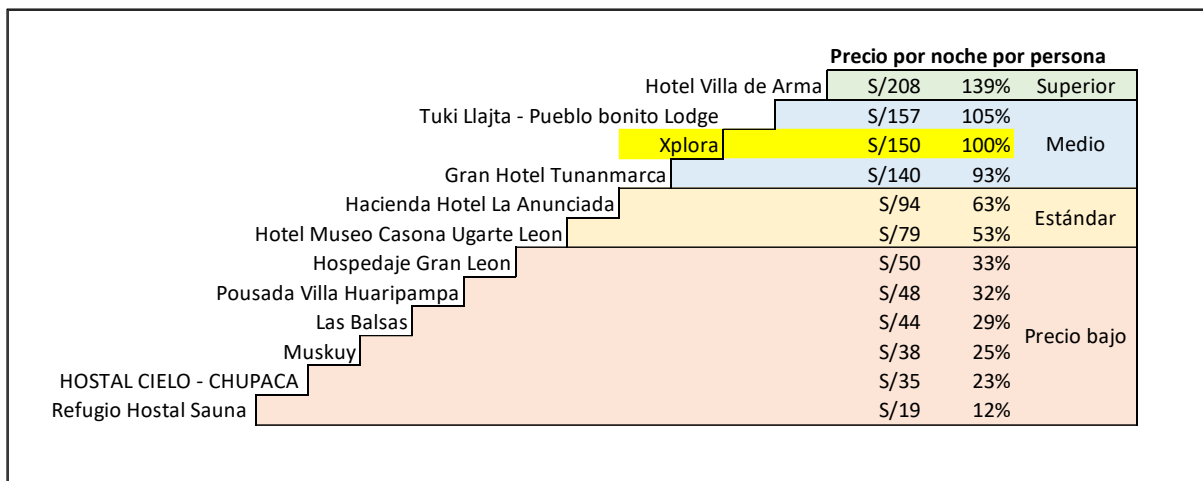 Precio por noche por persona
Hotel Villa de Arma S/208 139% Superior
Tuki Llajta - Pueblo bonito Lodge S/157 105%
Xplora S/150 100% Medio
Gran Hotel Tunanmarca S/140 93%
Hacienda Hotel La Anunciada S/94 63%
Estándar
Hotel Museo Casona Ugarte Leon S/79 53%
Hospedaje Gran Leon S/50 33%
Pousada Villa Huaripampa S/48 32%
Las Balsas S/44 29%
Precio bajo
Muskuy S/38 25%
HOSTAL CIELO - CHUPACA S/35 23%
Refugio Hostal Sauna S/19 12%